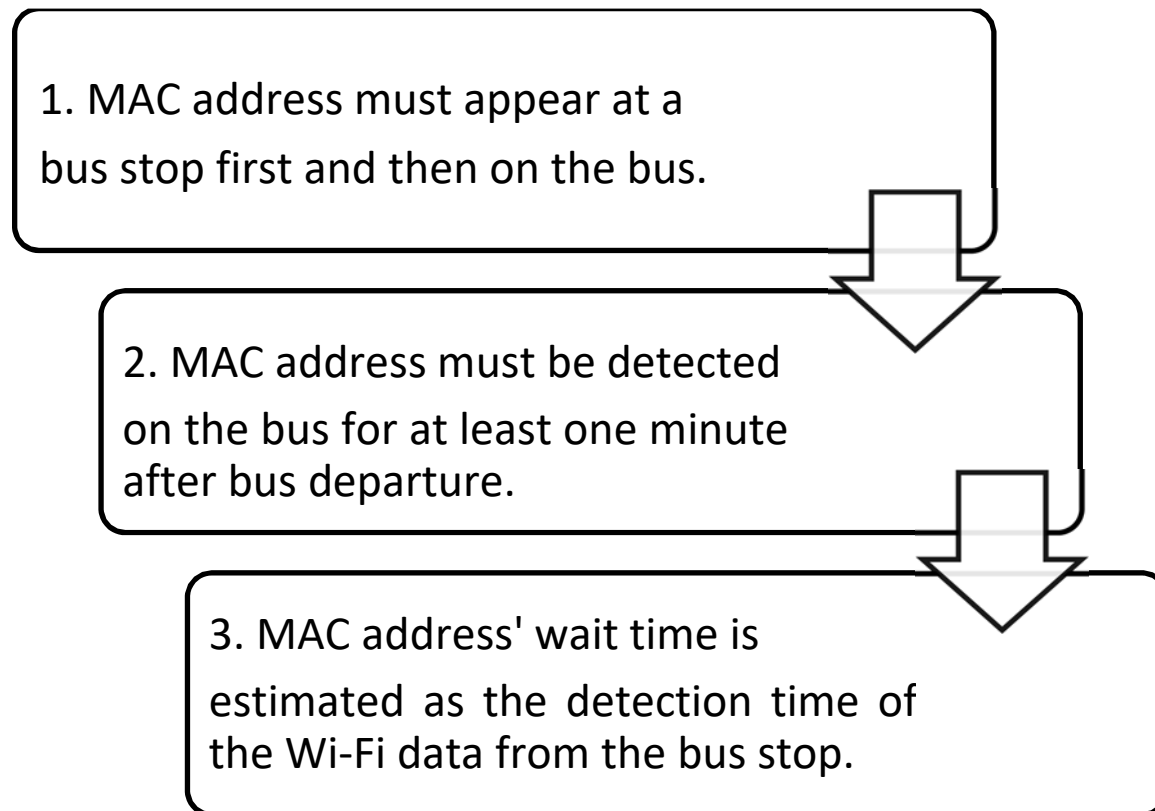 1. MAC address must appear at a
bus stop first and then on the bus.
2. MAC address must be detected
on the bus for at least one minute
after bus departure.
3. MAC address' wait time is
estimated as the detection time of
the Wi-Fi data from the bus stop.